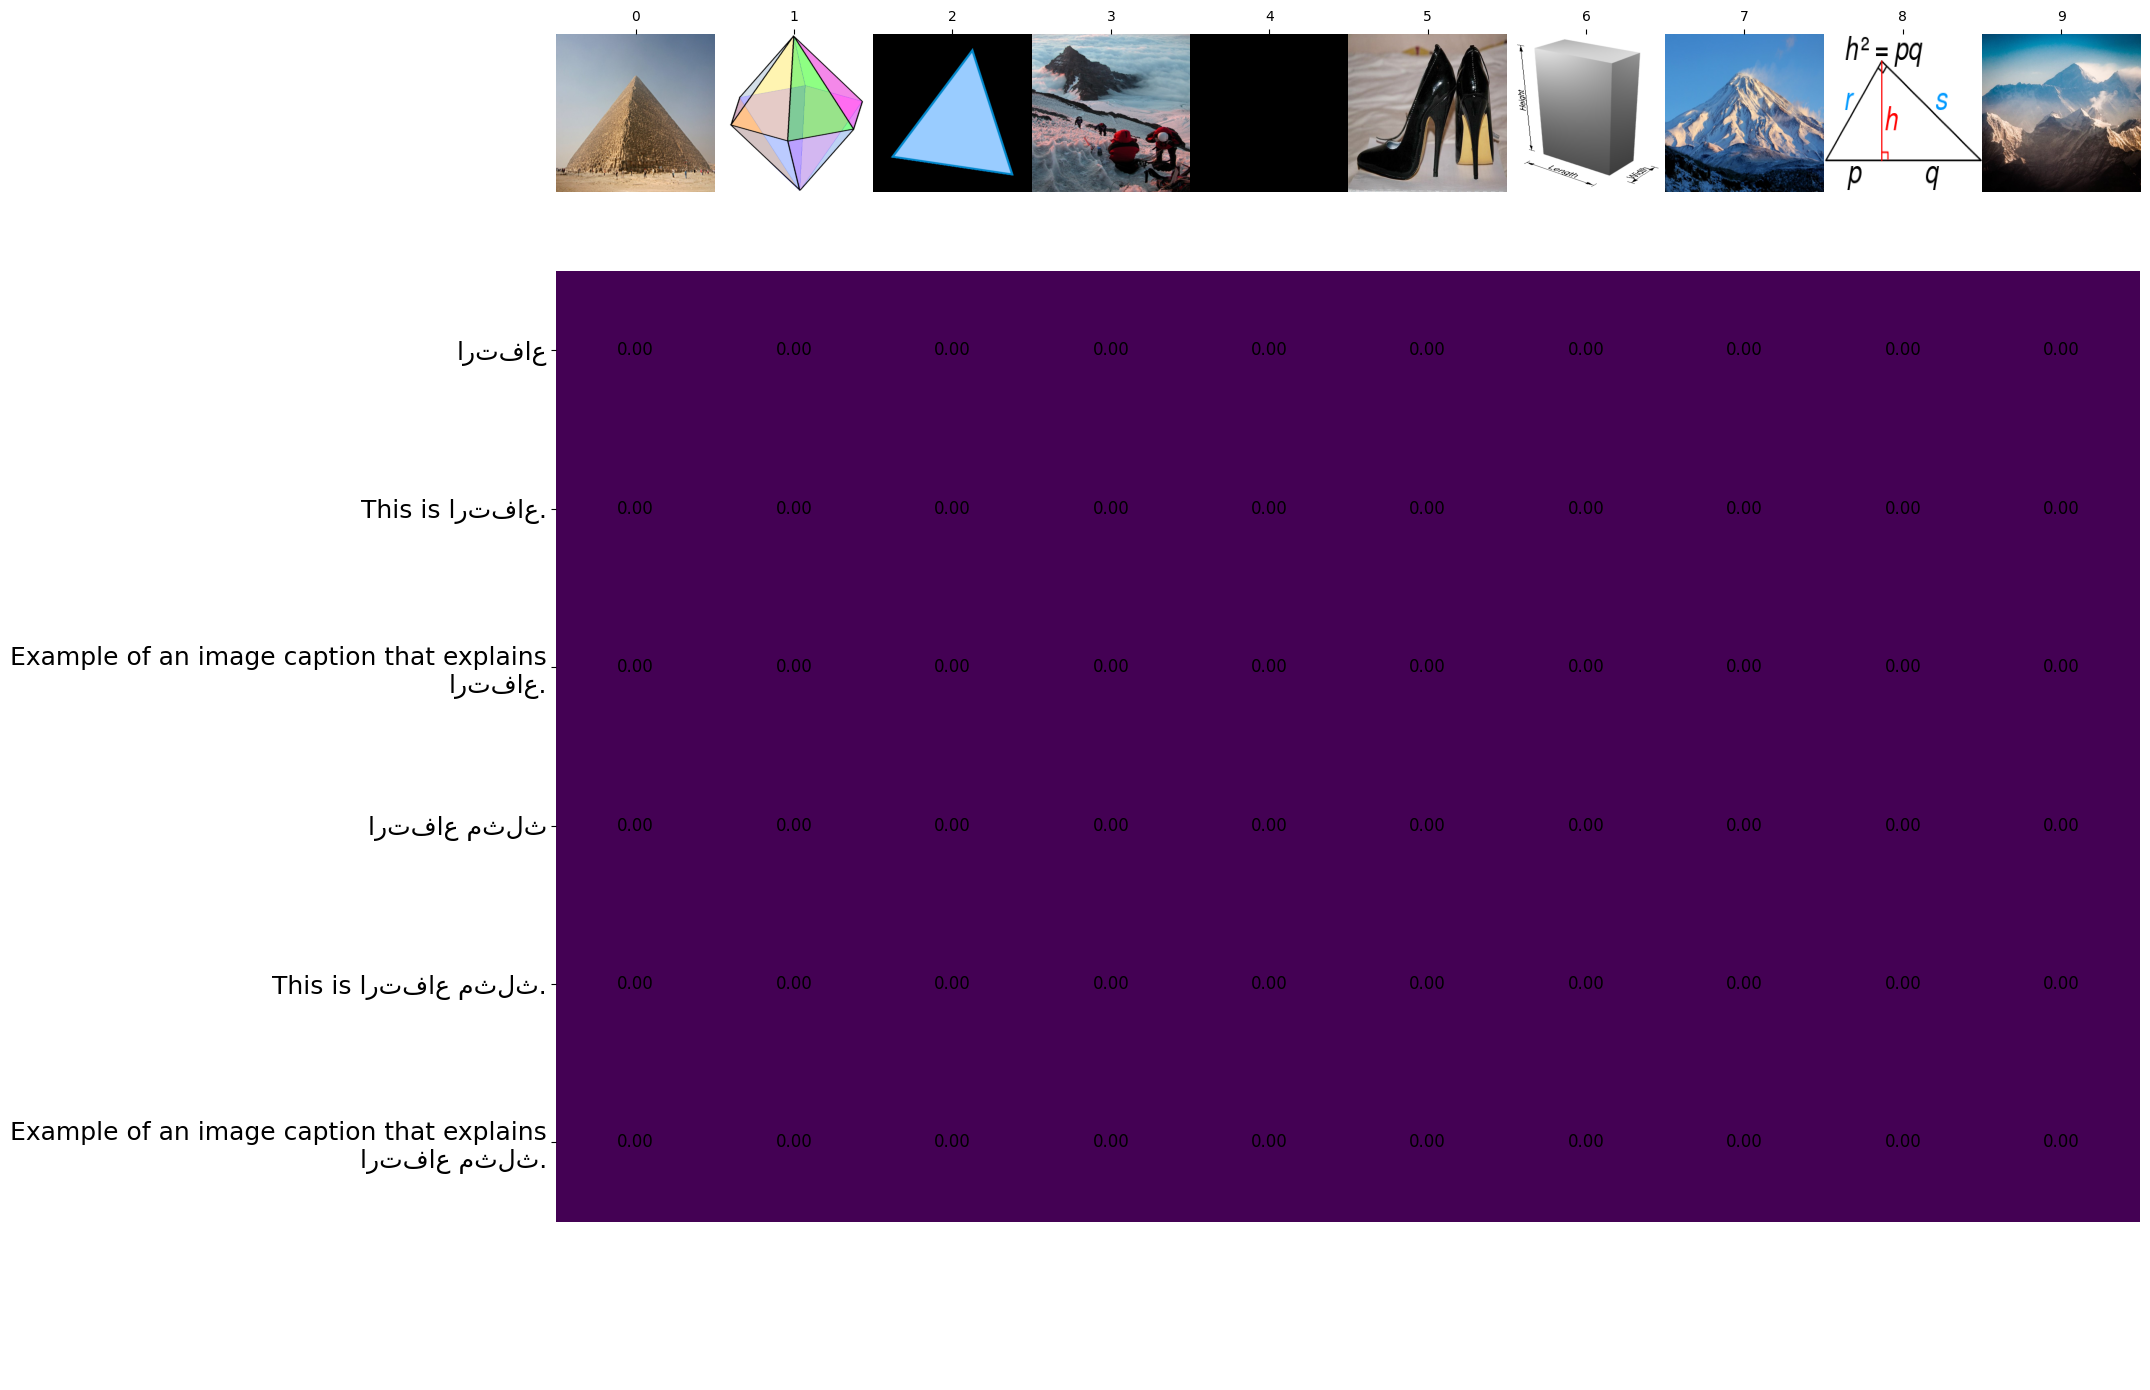 0 1 2 3 4 5 6 7 8 9
h² = pq
r s
h
p q
Height
Length
Width
ارتفاع
0.00 0.00 0.00 0.00 0.00 0.00 0.00 0.00 0.00 0.00
This is ارتفاع.
0.00 0.00 0.00 0.00 0.00 0.00 0.00 0.00 0.00 0.00
Example of an image caption that explains
ارتفاع.
0.00 0.00 0.00 0.00 0.00 0.00 0.00 0.00 0.00 0.00
ارتفاع مثلث
0.00 0.00 0.00 0.00 0.00 0.00 0.00 0.00 0.00 0.00
This is ارتفاع مثلث.
0.00 0.00 0.00 0.00 0.00 0.00 0.00 0.00 0.00 0.00
Example of an image caption that explains
ارتفاع مثلث.
0.00 0.00 0.00 0.00 0.00 0.00 0.00 0.00 0.00 0.00